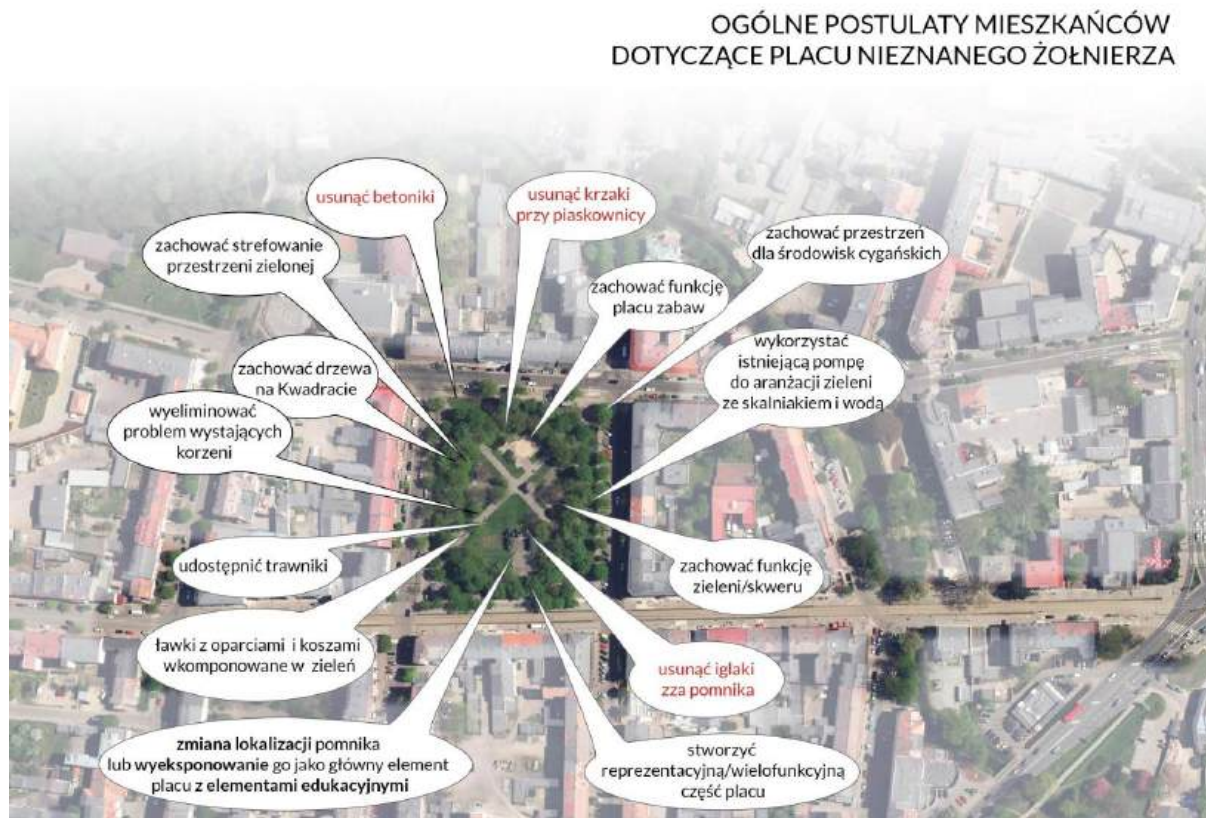 OGÓLNE POSTULATY MIESZKAŃCÓW
DOTYCZĄCE PLACU NIEZNANEGO ŻOŁNIERZA
usunąć betoniki
usunąć krzaki
przy piaskownicy
zachować strefowanie
przestrzeni zielonej
zachować przestrzeń
dla środowisk cygańskich
zachować funkcję
placu zabaw
zachować drzewa
na Kwadracie
wykorzystać
istniejącą pompę
do aranżacji zieleni
ze skalniakiem i wodą
wyeliminować
problem wystających
korzeni
udostępnić trawniki
zachować funkcję
zieleni/skweru
ławki z oparciami i koszami
wkomponowane w zieleń
usunąć iglaki
zza pomnika
zmiana lokalizacji pomnika
lub wyeksponowanie go jako główny element
placu z elementami edukacyjnymi
stworzyć
reprezentacyjną/wielofunkcyjną
część placu